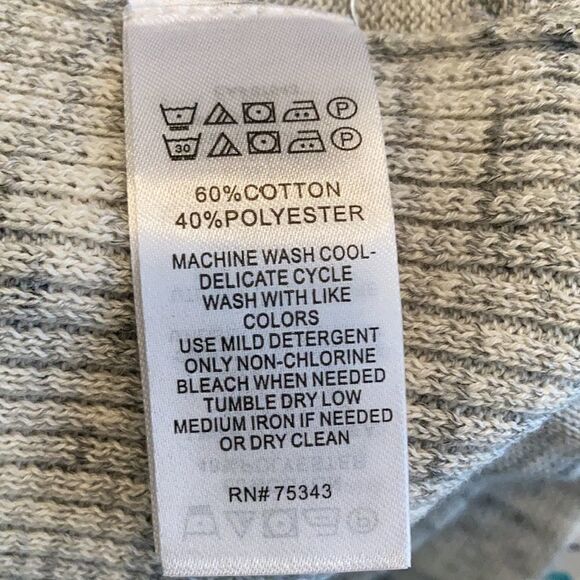 P
30 P
60%COTTON
40%POLYESTER
MACHINE WASH COOL-
DELICATE CYCLE
WASH WITH LIKE
COLORS
USE MILD DETERGENT
ONLY NON-CHLORINE
BLEACH WHEN NEEDED
TUMBLE DRY LOW
MEDIUM IRON IF NEEDED
OR DRY CLEAN
RN# 75343